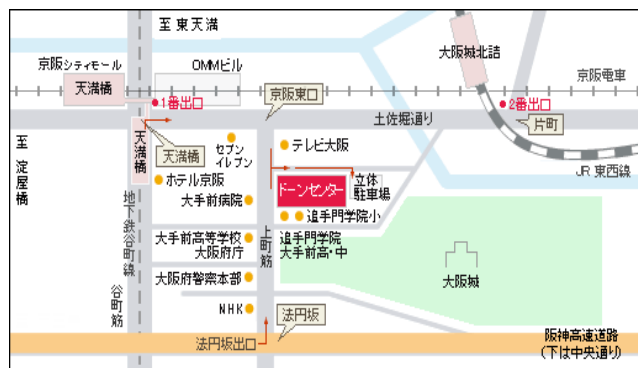 至 東天満
京阪シティモール
OMMビル
天満橋
大阪城北詰
京阪電車
1番出口
京阪東口
2番出口
土佐堀通り
片町
至 淀屋橋
天満橋
天満橋
セブン
イレブン
テレビ大阪
JR 東西線
ホテル京阪
ドーンセンター
立体
駐車場
大手前病院
追手門学院小
地下鉄谷町線
大手前高等学校
大阪府庁
上町筋
追手門学院
大手前高・中
大阪府警察本部
大阪城
谷町筋
NHK
法円坂
法円坂出口
阪神高速道路
(下は中央通り)